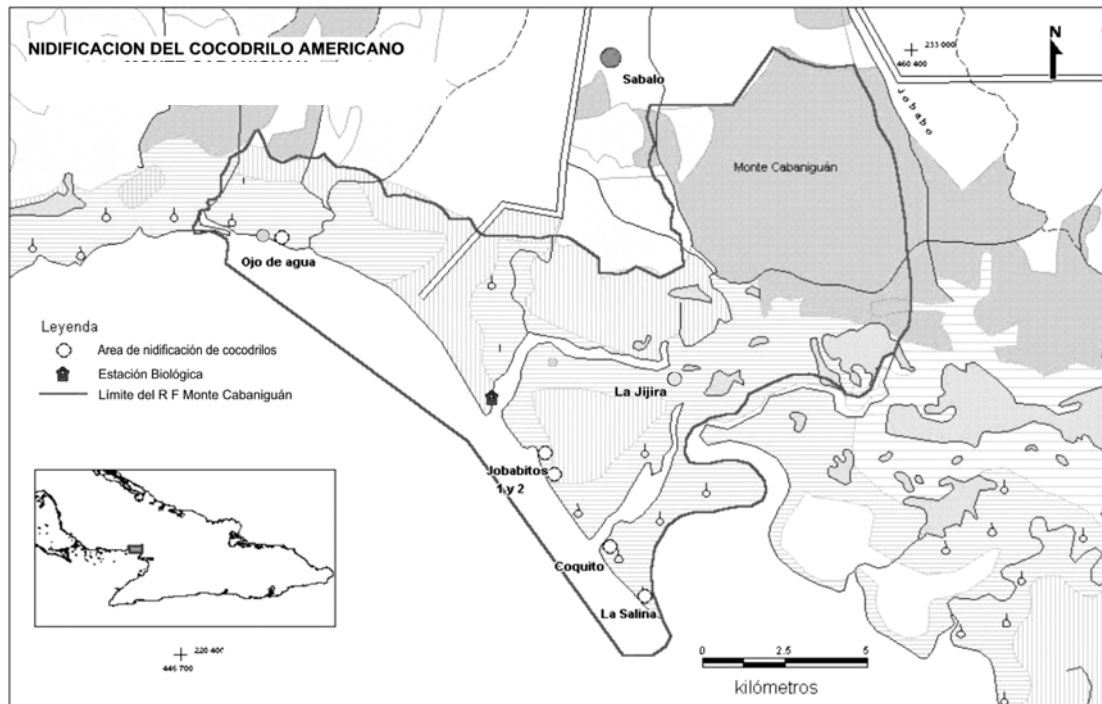 NIDIFICACION DEL COCODRILO AMERICANO
N
233 000
460 400
Sabalo
Jobabo
Monte Cabaniguán
Ojo de agua
Leyenda
Area de nidificación de cocodrilos
Estación Biológica
Límite del R F Monte Cabaniguán
La Jijira
Jobabitos
1 y 2
Coquito
La Salina
220 400
446 700
0 2.5 5
kilómetros